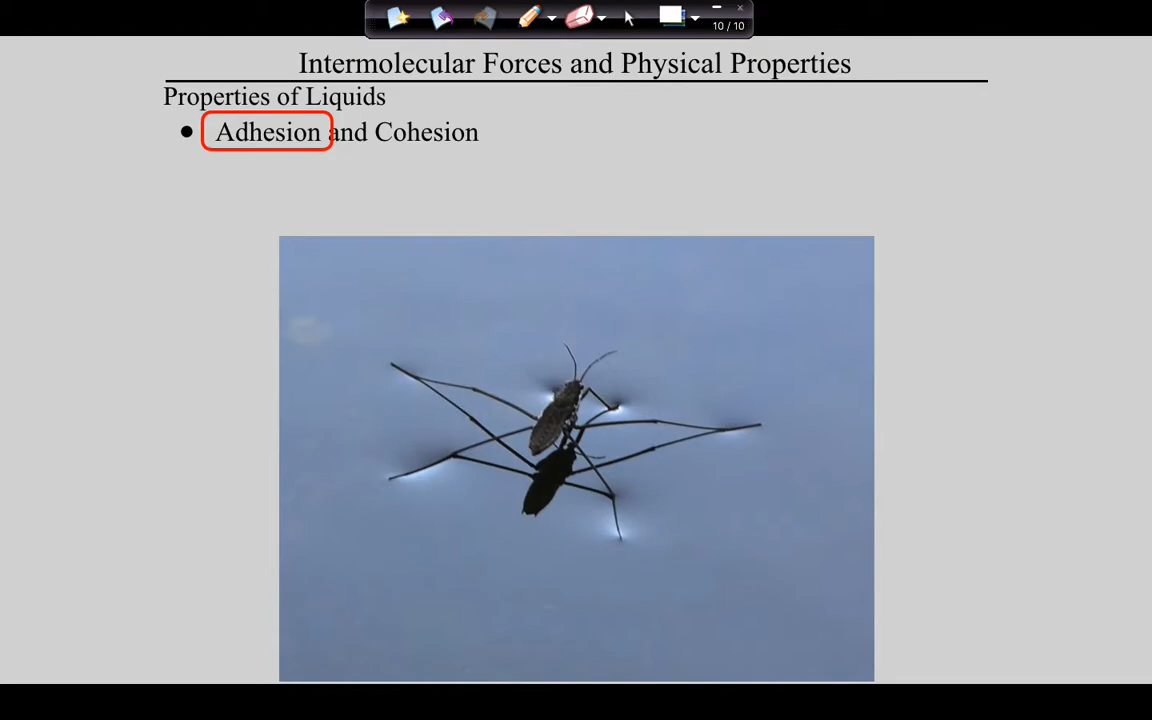 10 / 10
Intermolecular Forces and Physical Properties
Properties of Liquids
● Adhesion and Cohesion